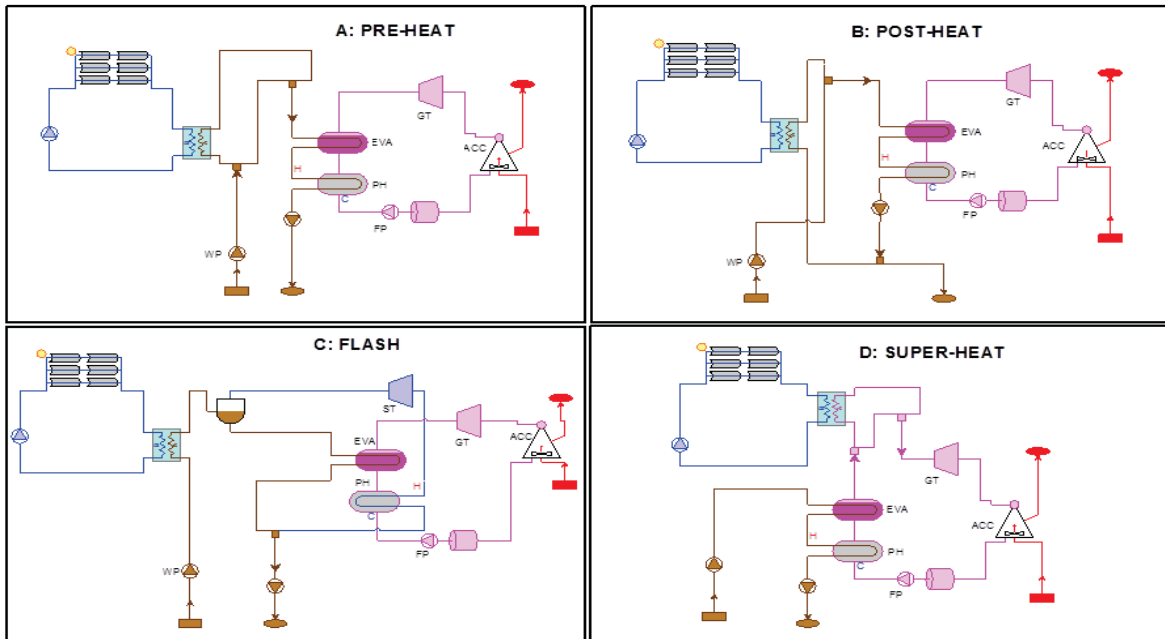 A: PRE-HEAT
GT
EVA
ACC
H
PH
C
FP
WP
B: POST-HEAT
GT
EVA
ACC
H
PH
C
FP
WP
C: FLASH
ST
EVA
GT
ACC
PH
H
C
FP
WP
D: SUPER-HEAT
GT
EVA
ACC
H
PH
C
FP